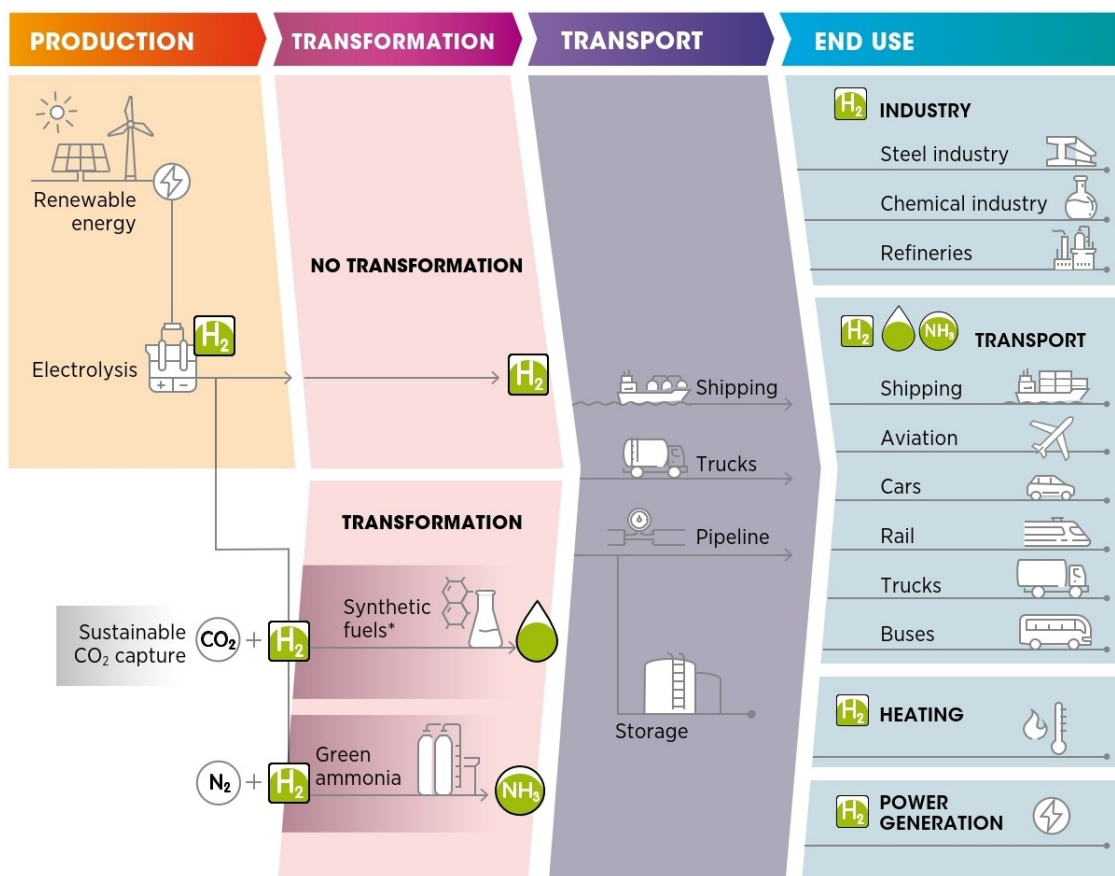 PRODUCTION
TRANSFORMATION
TRANSPORT
END USE
Renewable
energy
Electrolysis
H₂
NO TRANSFORMATION
H₂
TRANSFORMATION
Sustainable
CO₂ capture
CO₂ + H₂
Synthetic
fuels*
N₂ + H₂
Green
ammonia
NH₃
Shipping
Trucks
Pipeline
Storage
H₂ INDUSTRY
Steel industry
Chemical industry
Refineries
H₂ NH₃ TRANSPORT
Shipping
Aviation
Cars
Rail
Trucks
Buses
H₂ HEATING
H₂ POWER
GENERATION